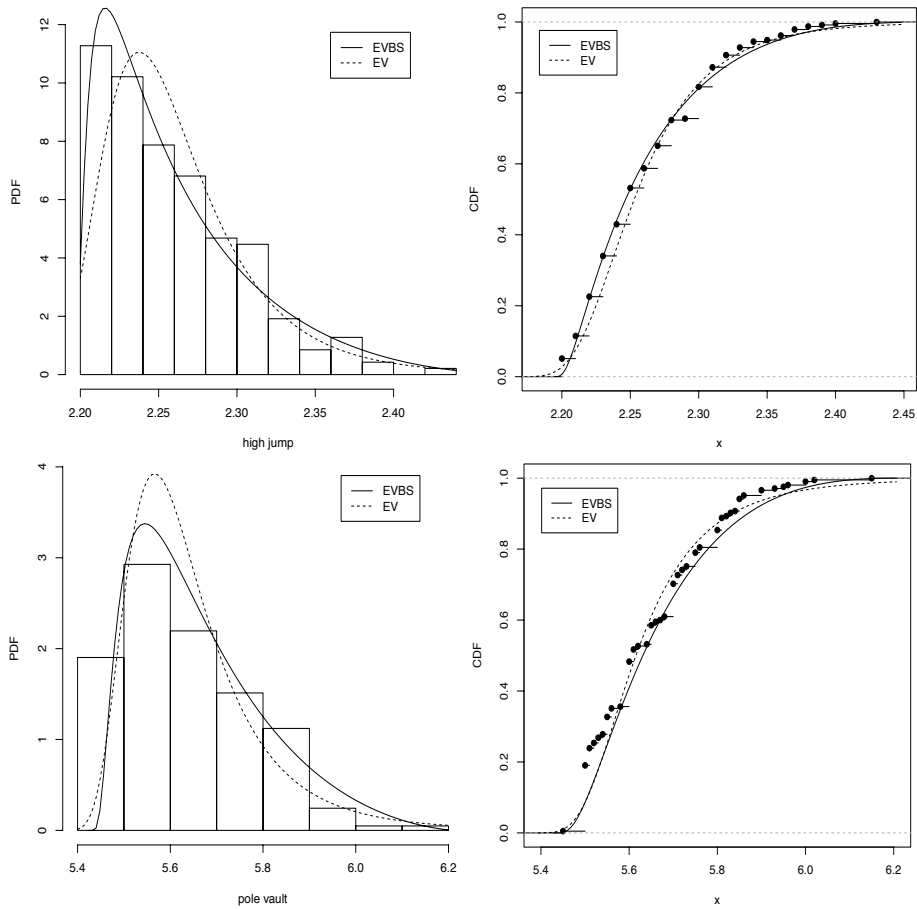 12
10
8
6
4
2
0
PDF
EVBS
EV
2.20 2.25 2.30 2.35 2.40
high jump
1.0
0.8
0.6
0.4
0.2
0.0
CDF
EVBS
EV
2.20 2.25 2.30 2.35 2.40 2.45
x
4
3
2
1
0
PDF
EVBS
EV
5.4 5.6 5.8 6.0 6.2
pole vault
1.0
0.8
0.6
0.4
0.2
0.0
CDF
EVBS
EV
5.4 5.6 5.8 6.0 6.2
x